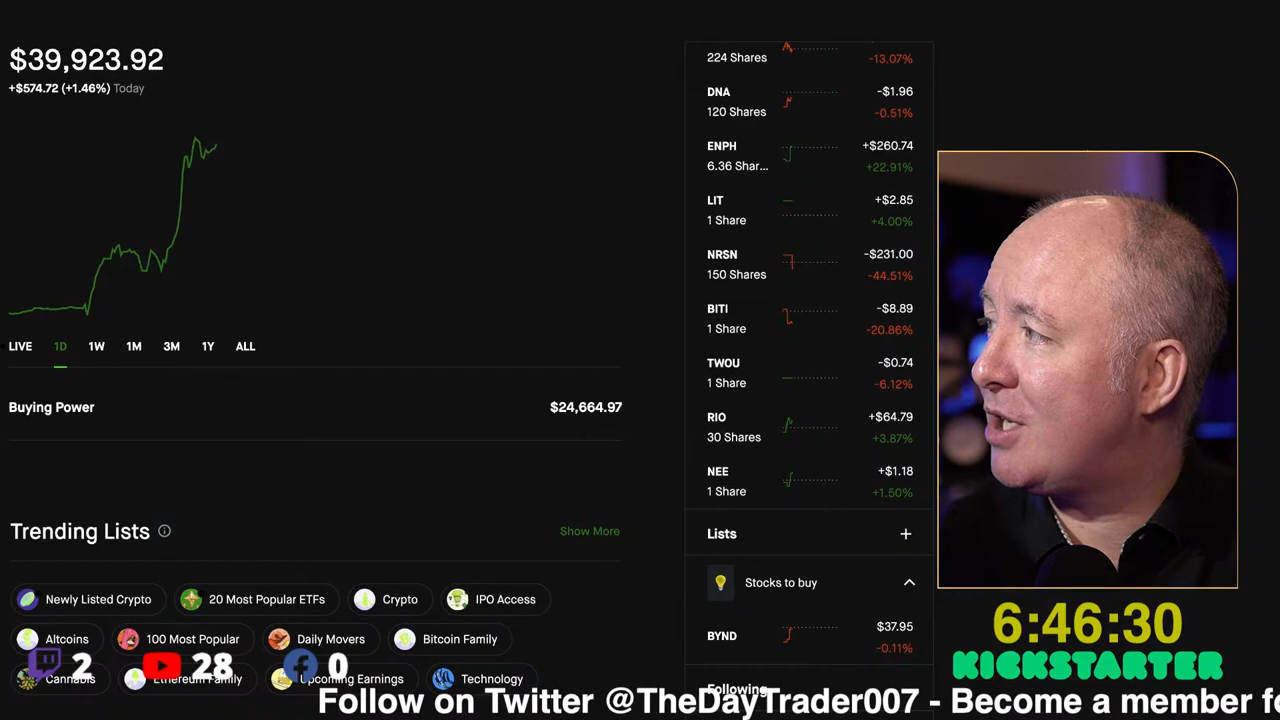 $39,923.92
+$574.72 (+1.46%) Today
LIVE 1D 1W 1M 3M 1Y ALL
Buying Power $24,664.97
Trending Lists Show More
Newly Listed Crypto 20 Most Popular ETFs Crypto IPO Access
Altcoins 100 Most Popular Daily Movers Bitcoin Family
Cannabis Ethereum Family Upcoming Earnings Technology
2 28 0
224 Shares -13.07%
DNA -$1.96
120 Shares -0.51%
ENPH +$260.74
6.36 Shar... +22.91%
LIT +$2.85
1 Share +4.00%
NRSN -$231.00
150 Shares -44.51%
BITI -$8.89
1 Share -20.86%
TWOU -$0.74
1 Share -6.12%
RIO +$64.79
30 Shares +3.87%
NEE +$1.18
1 Share +1.50%
Lists +
Stocks to buy
BYND $37.95
-0.11%
Following
6:46:30
KICKSTARTER
Follow on Twitter @TheDayTrader007 - Become a member fo